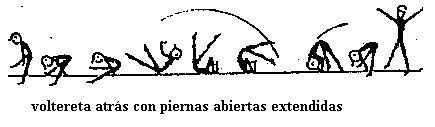 voltereta atrás con piernas abiertas extendidas